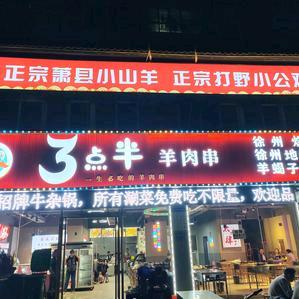 正宗萧县小山羊 正宗打野小公鸡
3点半 羊肉串
一生必吃的羊肉串
徐州
徐州地
羊蝎子
招牌牛杂锅，所有涮菜免费吃不限量，欢迎品